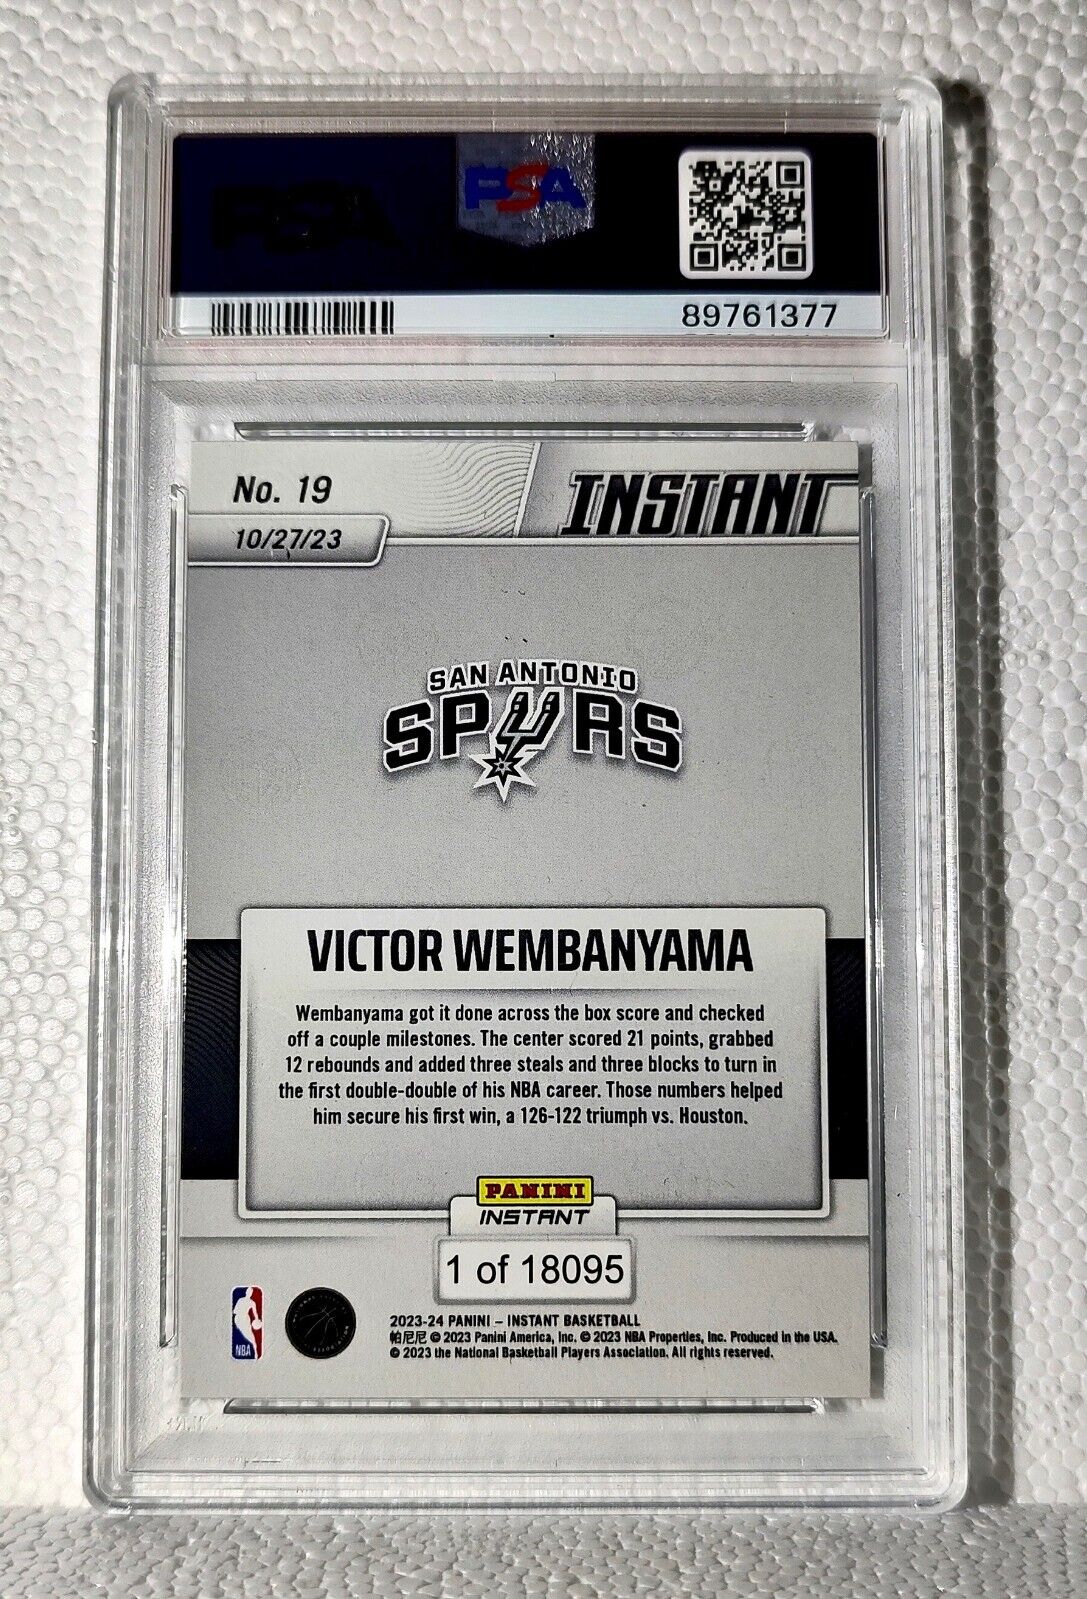 PSA
PSA
89761377
No. 19
INSTANT
10/27/23
SAN ANTONIO
SPURS
VICTOR WEMBANYAMA
Wembanyama got it done across the box score and checked
off a couple milestones. The center scored 21 points, grabbed
12 rebounds and added three steals and three blocks to turn in
the first double-double of his NBA career. Those numbers helped
him secure his first win, a 126-122 triumph vs. Houston.
PANINI
INSTANT
1 of 18095
NBA
2023-24 PANINI – INSTANT BASKETBALL
帕尼尼 © 2023 Panini America, Inc. © 2023 NBA Properties, Inc. Produced in the USA.
© 2023 the National Basketball Players Association. All rights reserved.